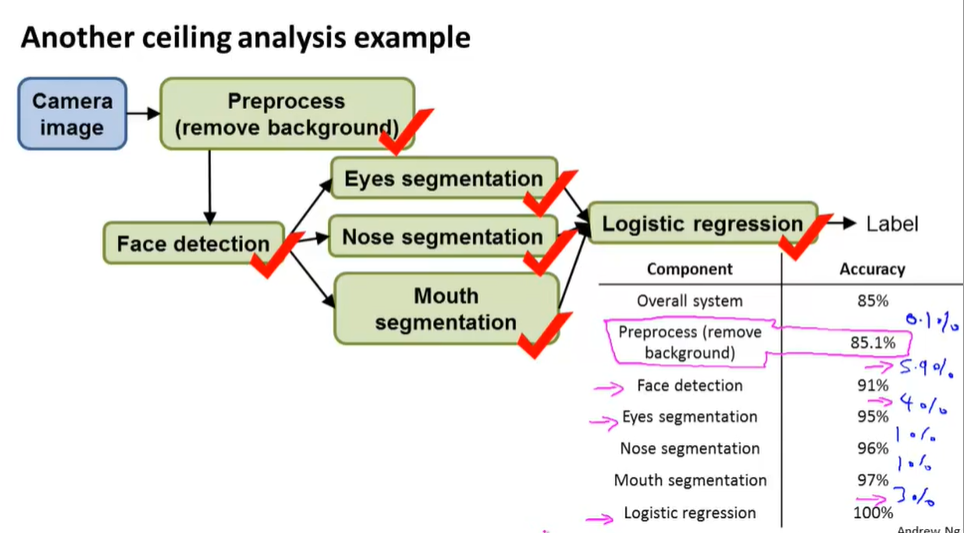 Another ceiling analysis example
Camera
image
Preprocess
(remove background)
Eyes segmentation
Face detection
Nose segmentation
Mouth
segmentation
Logistic regression
Label
Component Accuracy
Overall system 85%
0.1%
Preprocess (remove
background) 85.1%
5.9%.
Face detection 91%
4%
Eyes segmentation 95%
1%.
Nose segmentation 96%
1%
Mouth segmentation 97%
3%
Logistic regression 100%
Andrew Ng